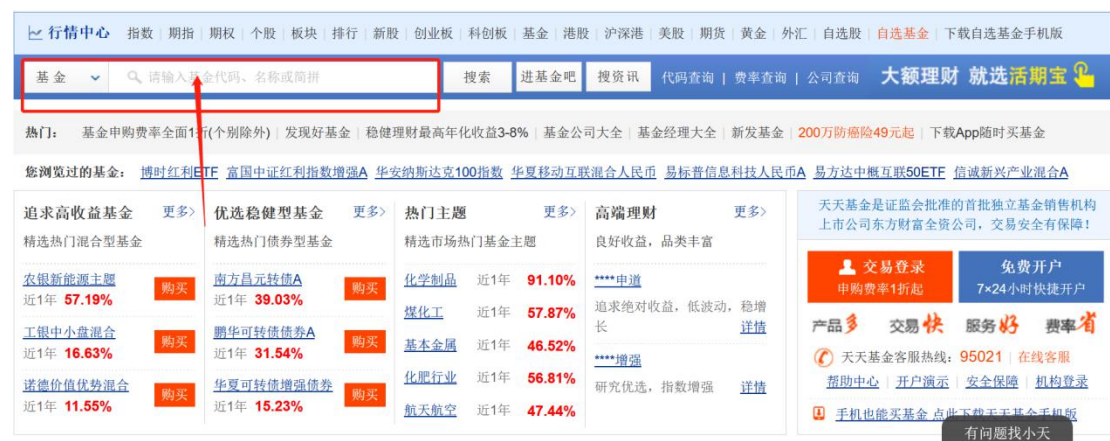 行情中心 指数 | 期指 | 期权 | 个股 | 板块 | 排行 | 新股 | 创业板 | 科创板 | 基金 | 港股 | 沪深港 | 美股 | 期货 | 黄金 | 外汇 | 自选股 | 自选基金 | 下载自选基金手机版
基金 请输入基金代码、名称或简拼 搜索 进基金吧 搜资讯 代码查询 | 费率查询 | 公司查询 大额理财 就选活期宝
热门： 基金申购费率全面1折(个别除外) | 发现好基金 | 稳健理财最高年化收益3-8% | 基金公司大全 | 基金经理大全 | 新发基金 | 200万防癌险49元起 | 下载App随时买基金
您浏览过的基金： 博时红利ETF 富国中证红利指数增强A 华安纳斯达克100指数 华夏移动互联混合人民币 易标普信息科技人民币A 易方达中概互联50ETF 信诚新兴产业混合A
追求高收益基金 更多>
精选热门混合型基金
农银新能源主题
近1年 57.19% 购买
工银中小盘混合
近1年 16.63% 购买
诺德价值优势混合
近1年 11.55% 购买
优选稳健型基金 更多>
精选热门债券型基金
南方昌元转债A
近1年 39.03% 购买
鹏华可转债债券A
近1年 31.54% 购买
华夏可转债增强债券
近1年 15.23% 购买
热门主题 更多>
精选市场热门基金主题
化学制品 近1年 91.10%
煤化工 近1年 57.87%
基本金属 近1年 46.52%
化肥行业 近1年 56.81%
航天航空 近1年 47.44%
高端理财 更多>
良好收益，品类丰富
****申道
追求绝对收益，低波动，稳增
长 详情
****增强
研究优选，指数增强 详情
天天基金是证监会批准的首批独立基金销售机构
上市公司东方财富全资公司，交易安全有保障！
交易登录
申购费率1折起
免费开户
7×24小时快捷开户
产品多 交易快 服务好 费率省
天天基金客服热线：95021 | 在线客服
帮助中心 | 开户演示 | 安全保障 | 机构登录
手机也能买基金 点此下载天天基金手机版
有问题找小天